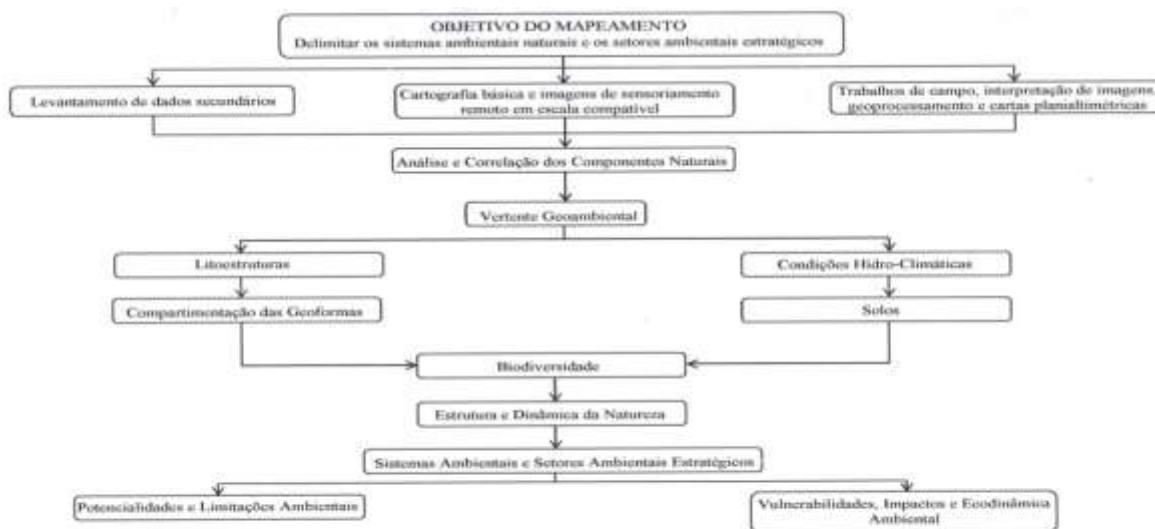 OBJETIVO DO MAPEAMENTO
Delimitar os sistemas ambientais naturais e os setores ambientais estratégicos
Levantamento de dados secundários
Cartografia básica e imagens de sensoriamento
remoto em escala compatível
Trabalhos de campo, interpretação de imagens,
geoprocessamento e cartas planialtimétricas
Análise e Correlação dos Componentes Naturais
Vertente Geoambiental
Litoestruturas
Condições Hidro-Climáticas
Compartimentação das Geoformas
Solos
Biodiversidade
Estrutura e Dinâmica da Natureza
Sistemas Ambientais e Setores Ambientais Estratégicos
Potencialidades e Limitações Ambientais
Vulnerabilidades, Impactos e Ecodinâmica
Ambiental